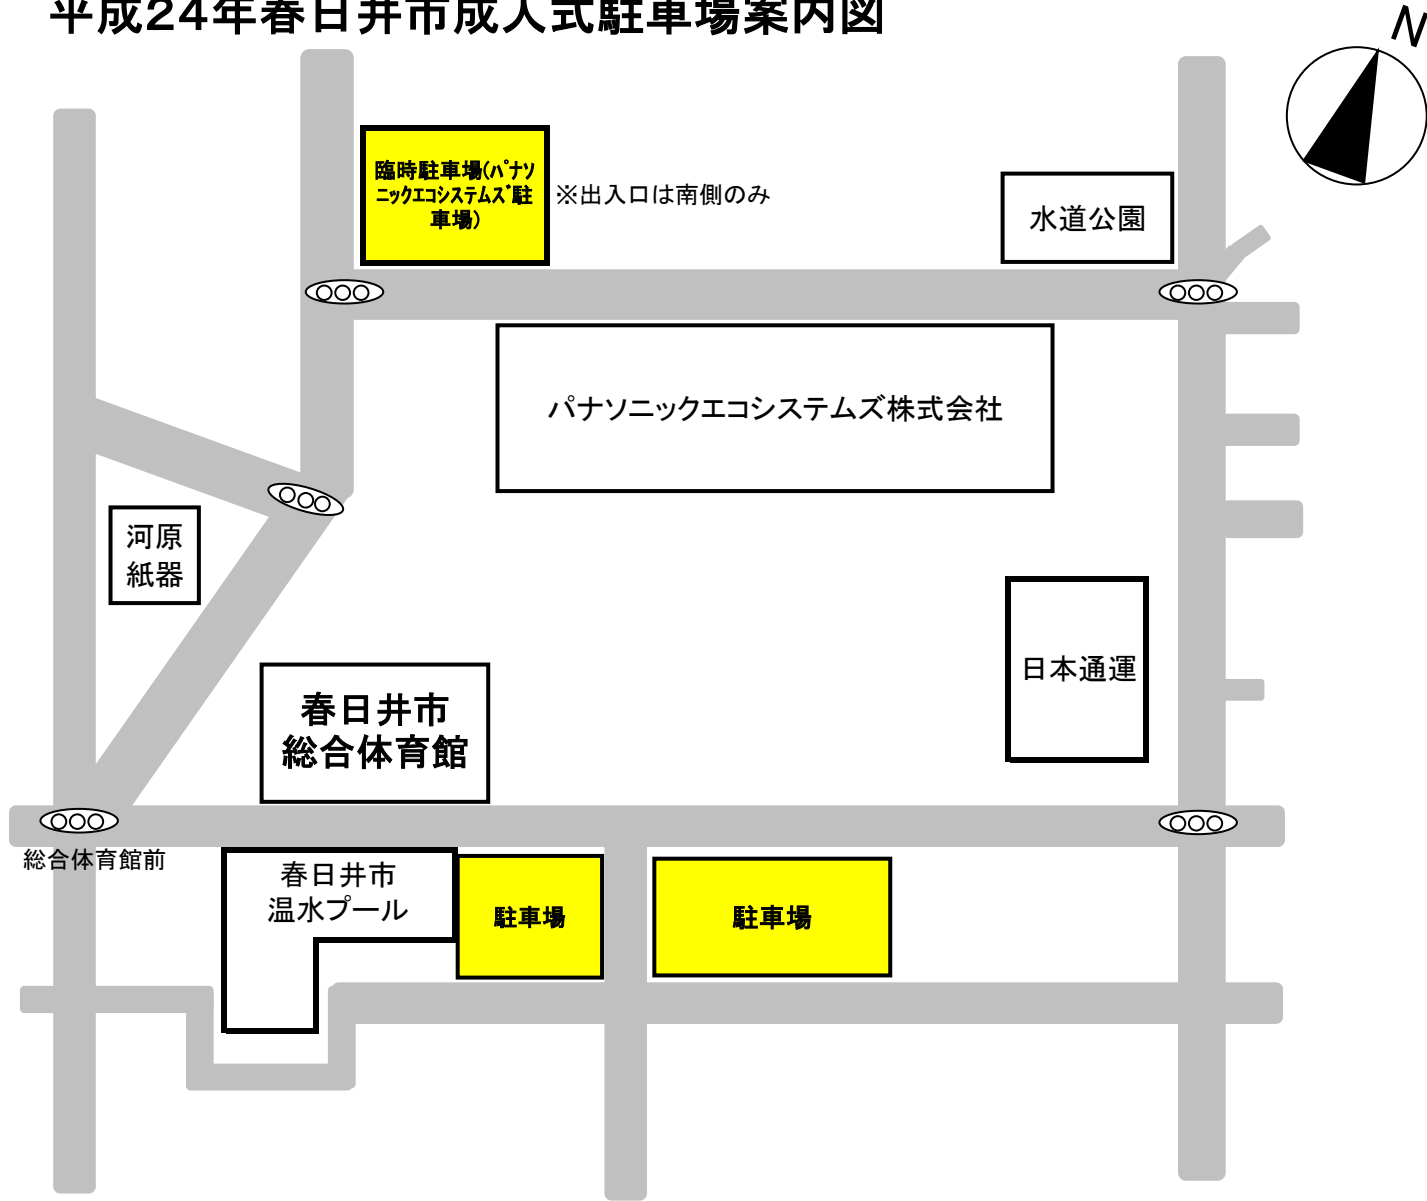 平成24年春日井市成人式駐車場案内図
N
臨時駐車場(ﾊﾟﾅｿ
ﾆｯｸｴｺｼｽﾃﾑｽﾞ駐
車場)
※出入口は南側のみ
水道公園
パナソニックエコシステムズ株式会社
河原
紙器
日本通運
春日井市
総合体育館
総合体育館前
春日井市
温水プール
駐車場
駐車場